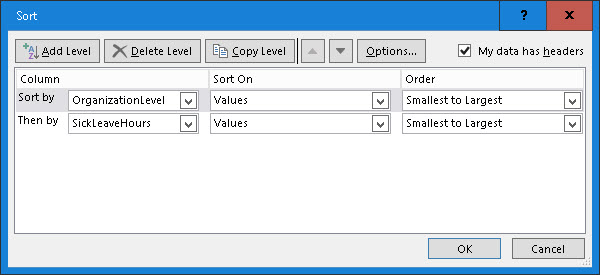 Sort ?
Add Level Delete Level Copy Level Options... My data has headers
Column Sort On Order
Sort by OrganizationLevel Values Smallest to Largest
Then by SickLeaveHours Values Smallest to Largest
OK Cancel